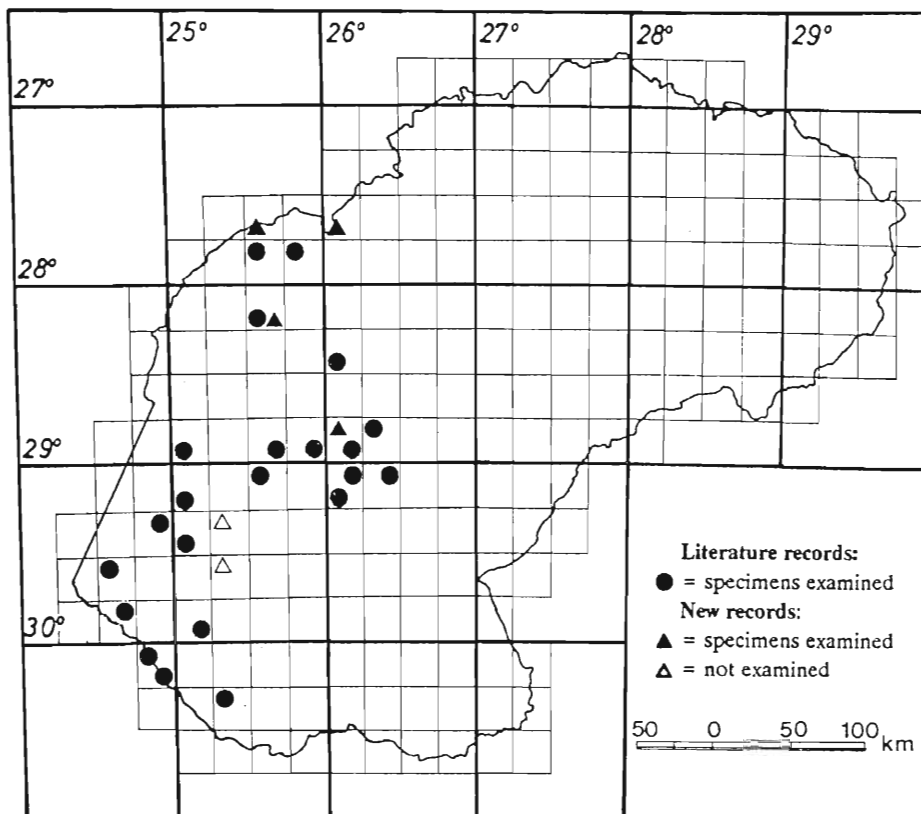 25° 26° 27° 28° 29°
27°
28°
29°
30°
Literature records:
● = specimens examined
New records:
▲ = specimens examined
△ = not examined
50 0 50 100 km